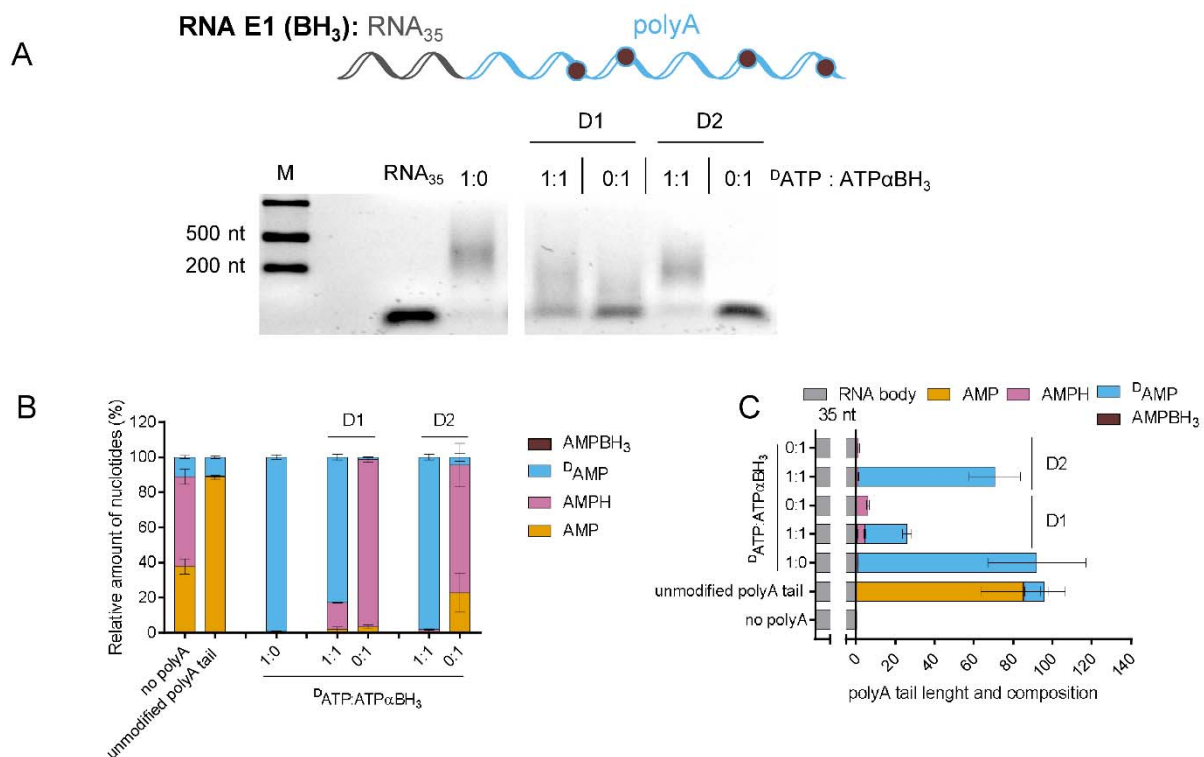 A
RNA E1 (BH₃): RNA₃₅ polyA
D1 D2
M RNA₃₅ 1:0 1:1 0:1 1:1 0:1 ᴰATP : ATPαBH₃
500 nt
200 nt
B
Relative amount of nucleotides (%)
120
100
80
60
40
20
0
D1 D2
no polyA
unmodified polyA tail
1:0
1:1
0:1
1:1
0:1
ᴰATP:ATPαBH₃
AMPBH₃
ᴰAMP
AMPH
AMP
C
RNA body AMP AMPH ᴰAMP
AMPBH₃
35 nt
ᴰATP:ATPαBH₃
0:1
1:1
D2
0:1
1:1
D1
1:0
unmodified polyA tail
no polyA
0 20 40 60 80 100 120 140
polyA tail lenght and composition